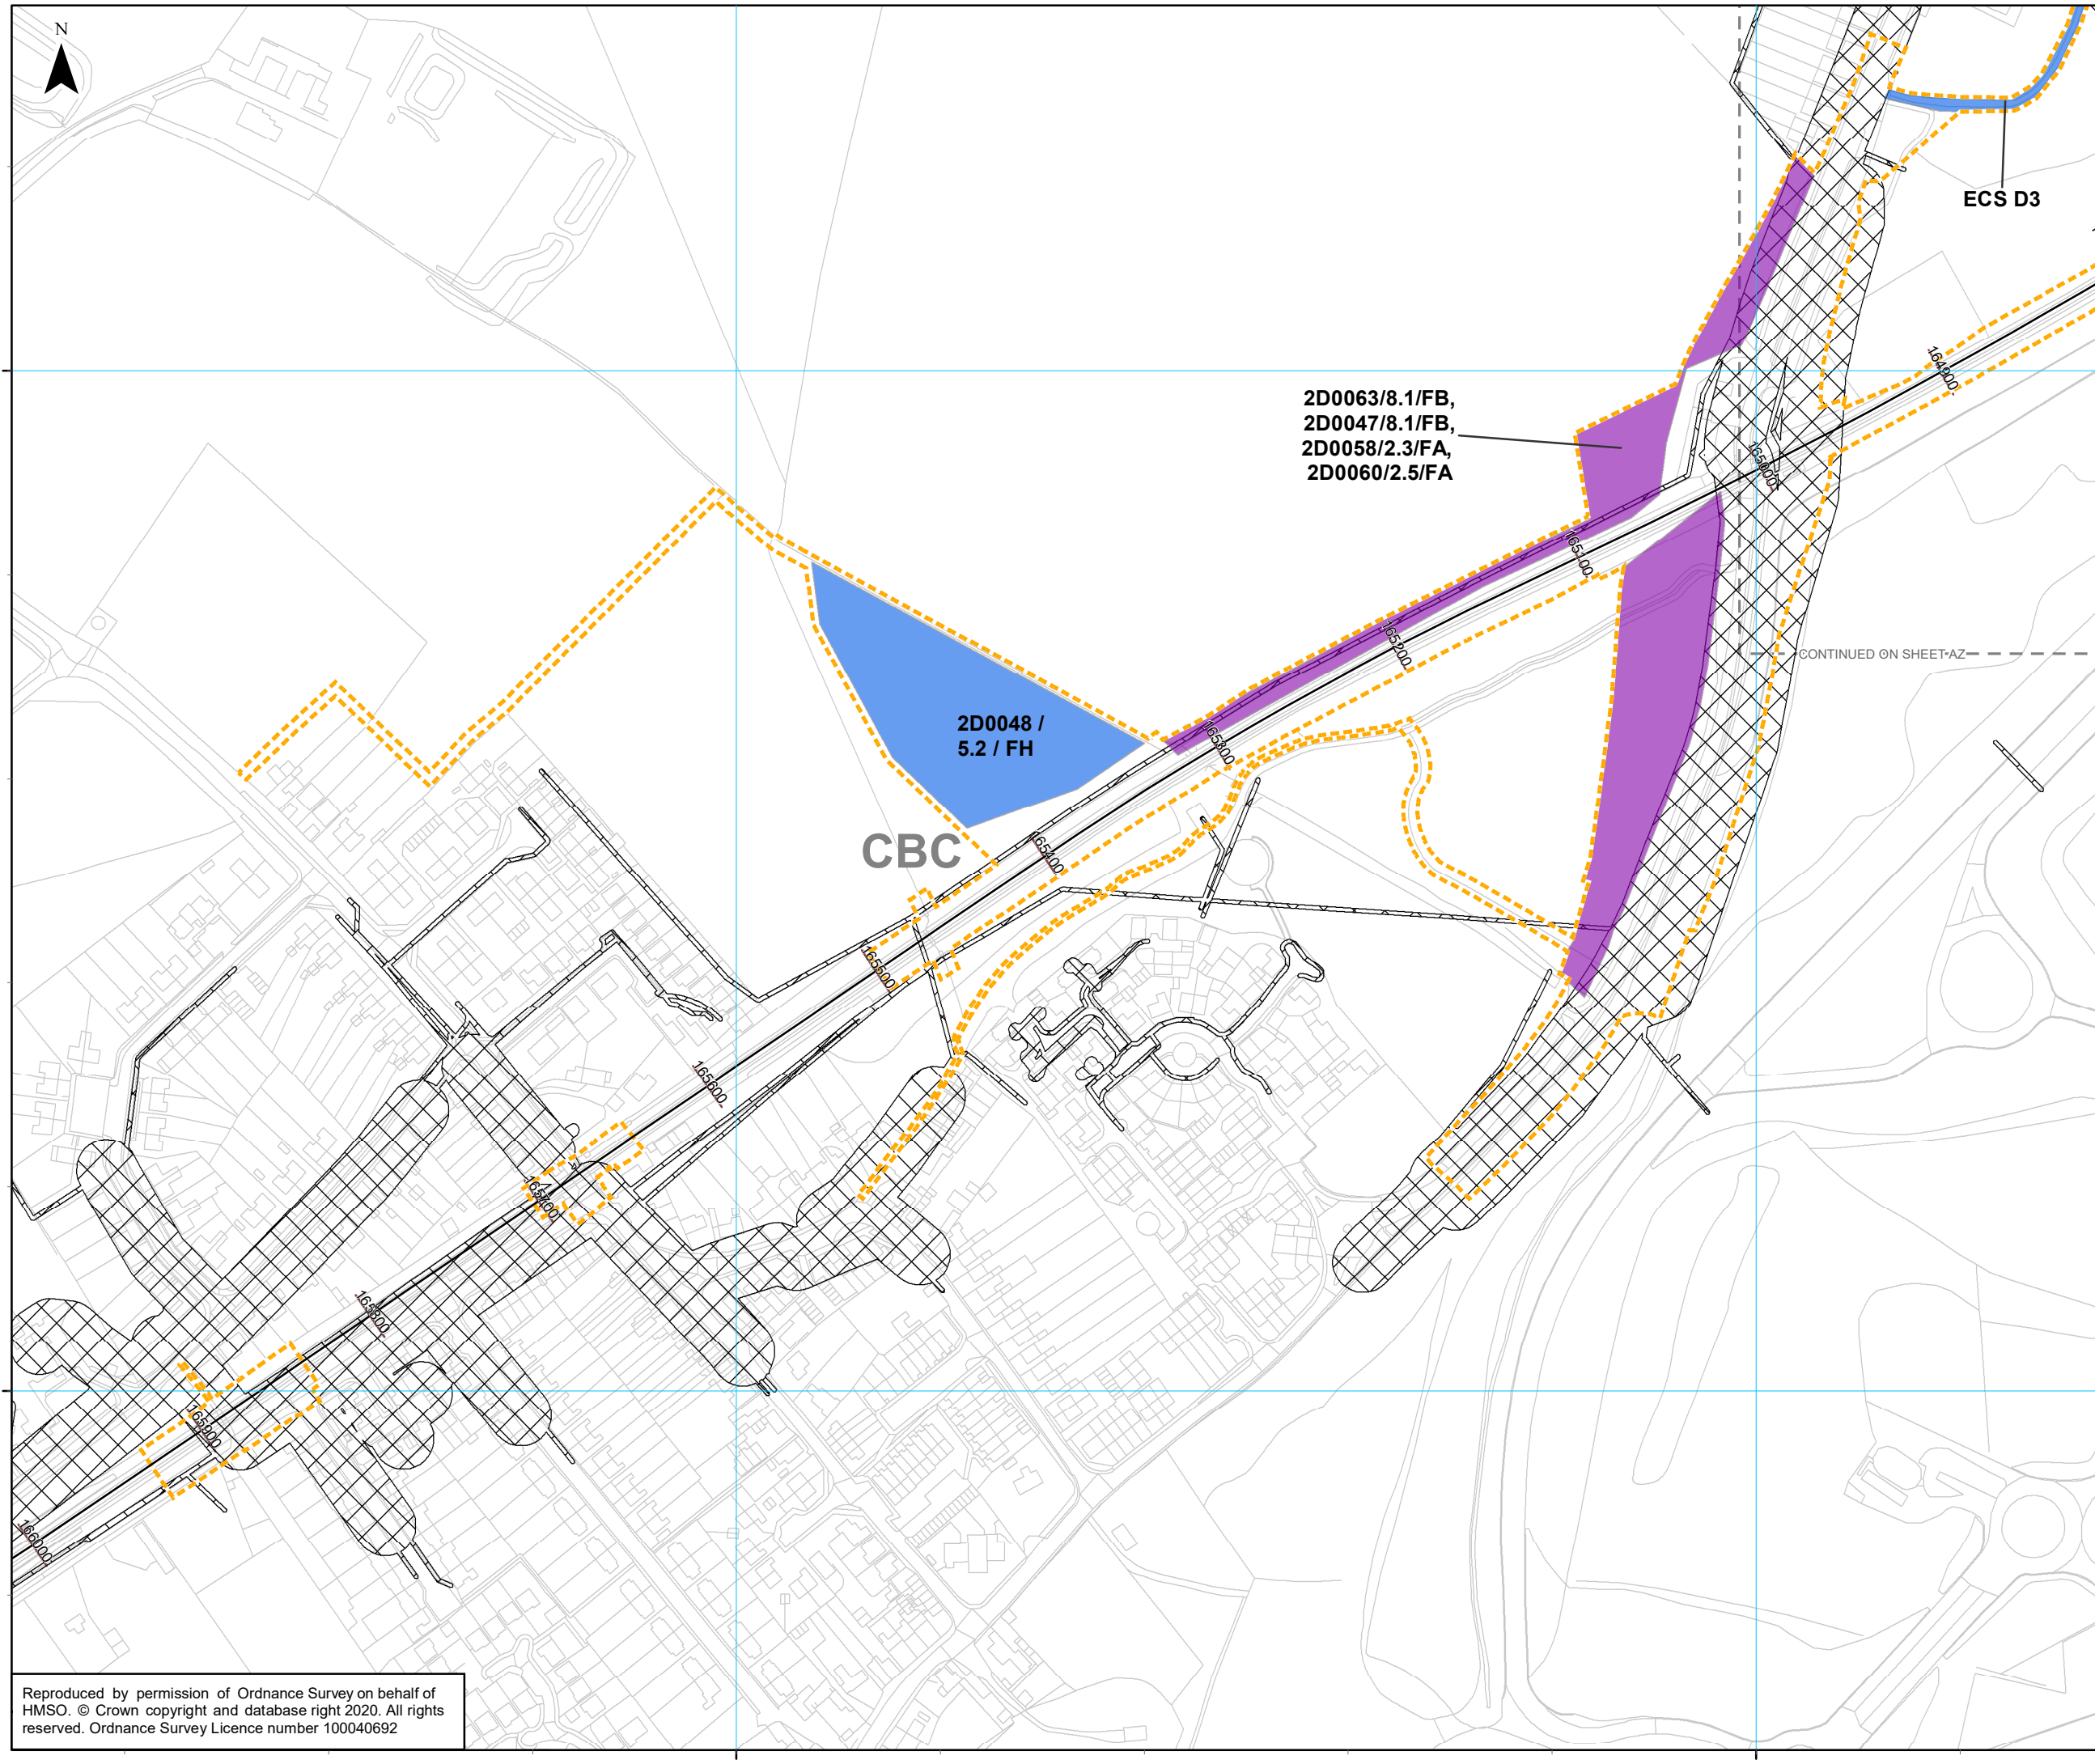 N
ECS D3
164900
2D0063/8.1/FB,
2D0047/8.1/FB,
2D0058/2.3/FA,
2D0060/2.5/FA
165000
165100
165200
CONTINUED ON SHEET AZ
2D0048 /
5.2 / FH
165300
CBC
165400
165500
165600
165700
165800
165900
166000
Reproduced by permission of Ordnance Survey on behalf of
HMSO. © Crown copyright and database right 2020. All rights
reserved. Ordnance Survey Licence number 100040692